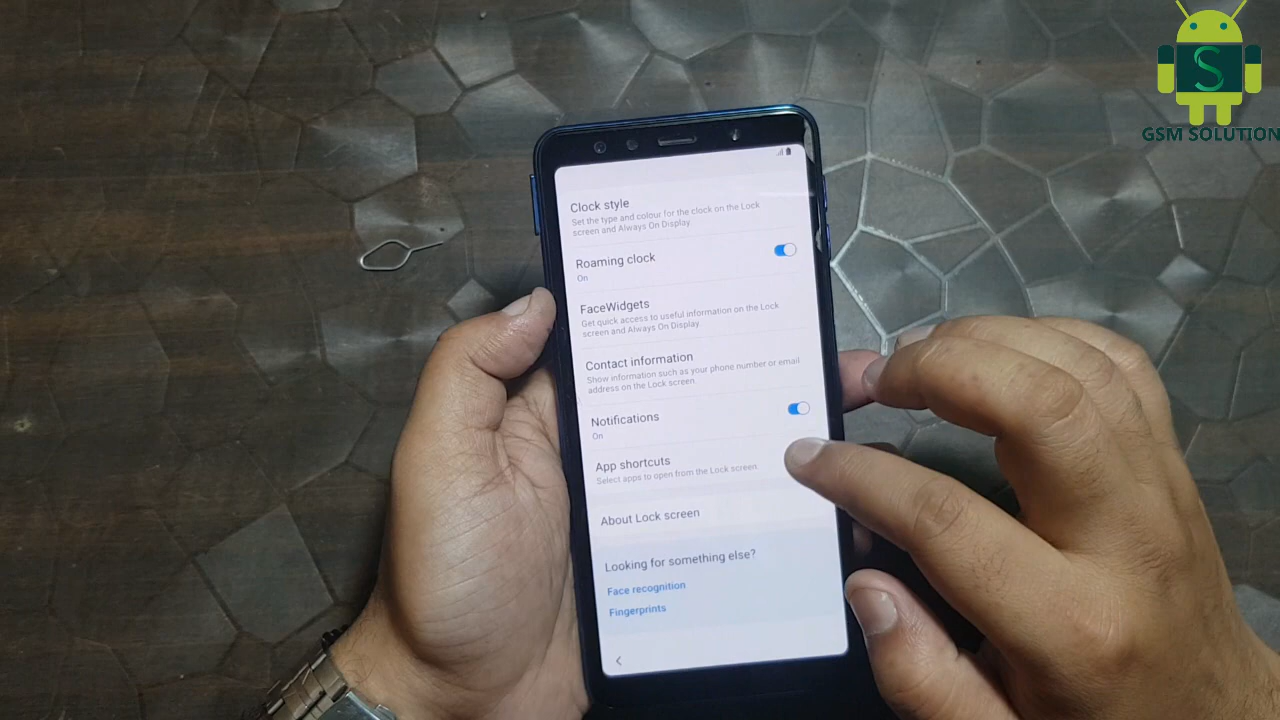 S
GSM SOLUTION
Clock style
Set the type and colour for the clock on the Lock
screen and Always On Display.
Roaming clock
On
FaceWidgets
Get quick access to useful information on the Lock
screen and Always On Display.
Contact information
Show information such as your phone number or email
address on the Lock screen.
Notifications
On
App shortcuts
Select apps to open from the Lock screen.
About Lock screen
Looking for something else?
Face recognition
Fingerprints